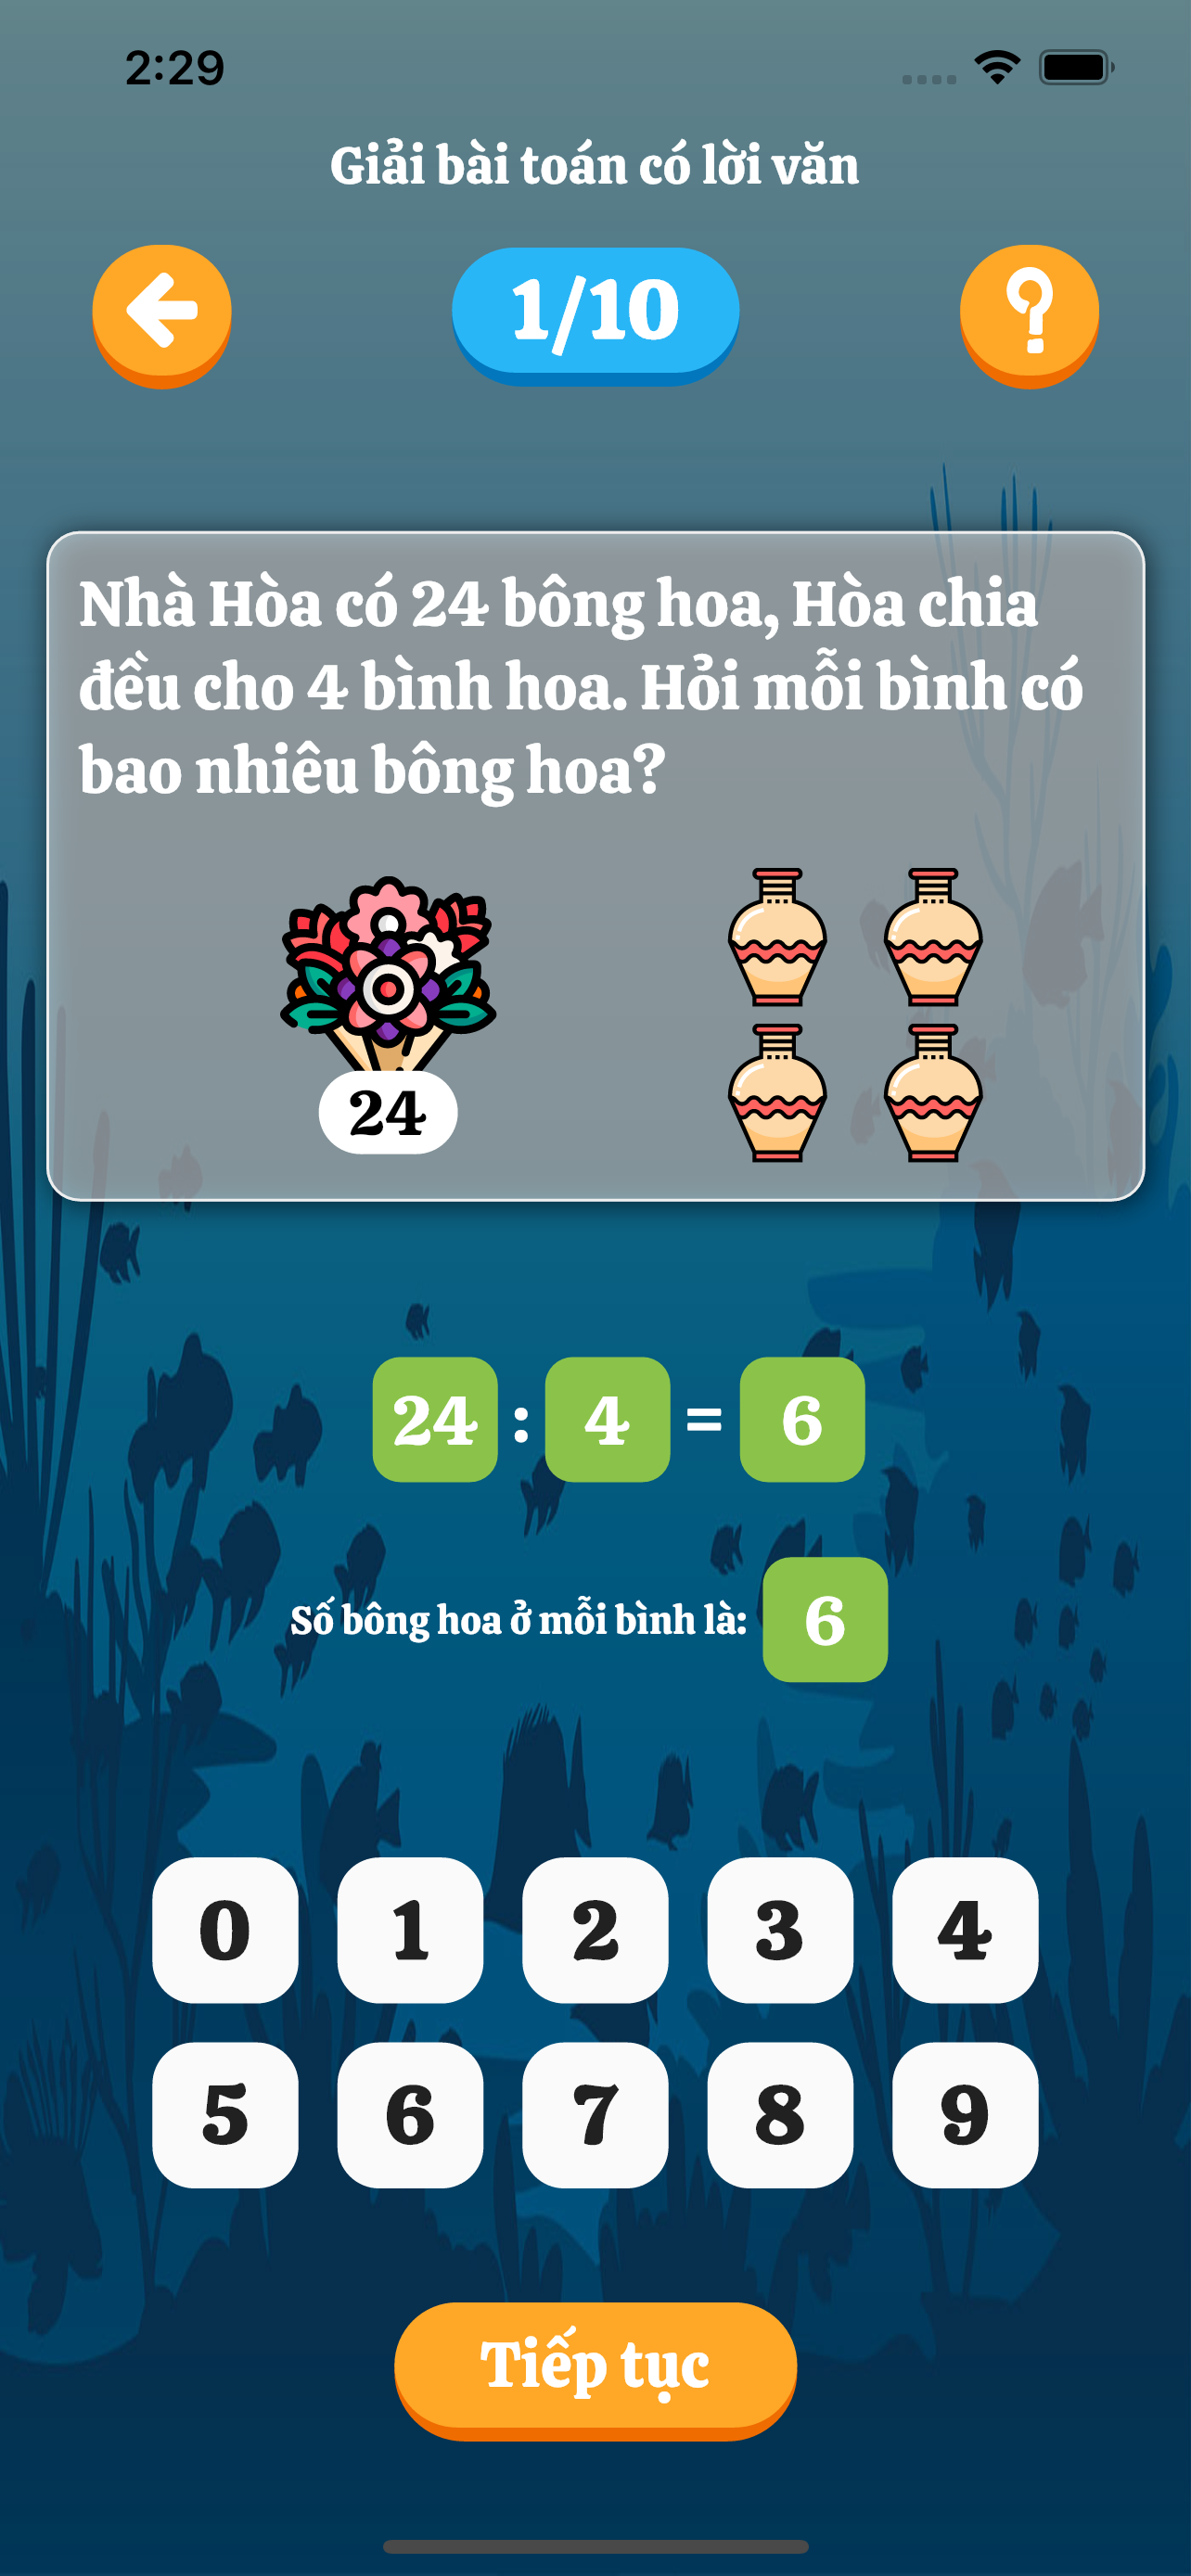 2:29
Giải bài toán có lời văn
1/10
?
Nhà Hòa có 24 bông hoa, Hòa chia
đều cho 4 bình hoa. Hỏi mỗi bình có
bao nhiêu bông hoa?
24
24 : 4 = 6
Số bông hoa ở mỗi bình là: 6
0 1 2 3 4
5 6 7 8 9
Tiếp tục